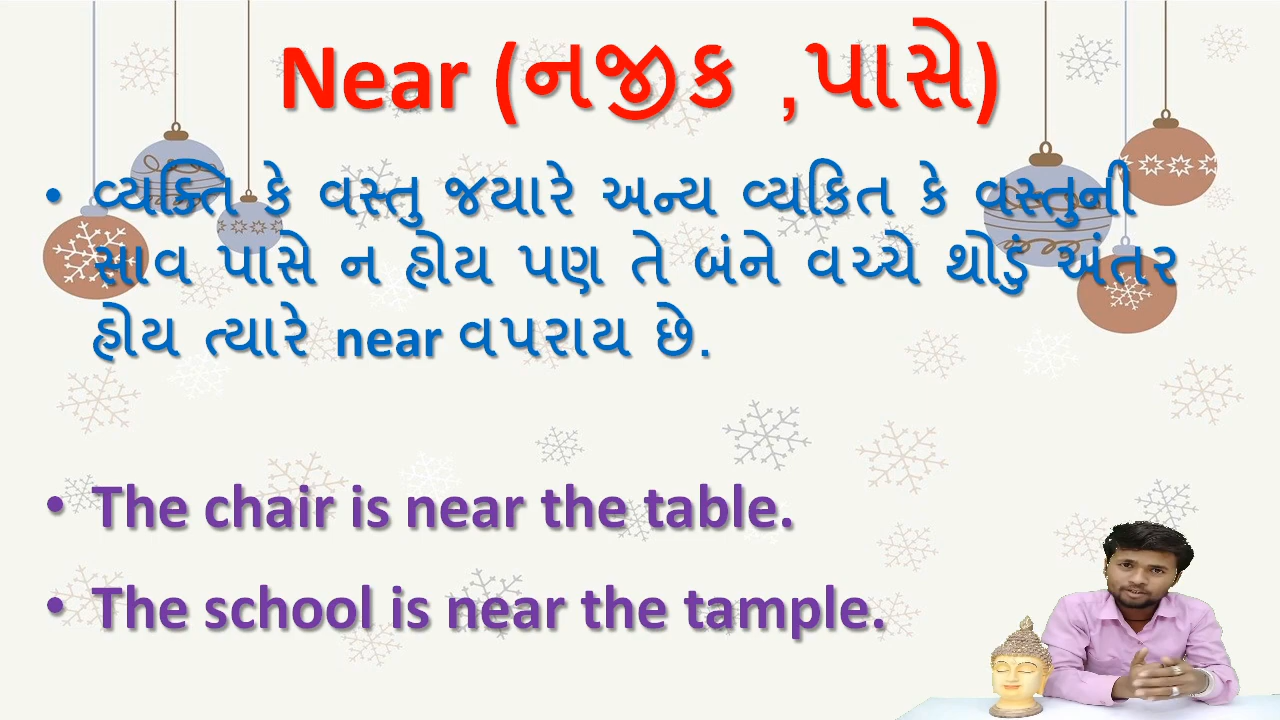 Near (નજીક ,પાસે)
• વ્યક્તિ કે વસ્તુ જયારે અન્ય વ્યકિત કે વસ્તુની
સાવ પાસે ન હોય પણ તે બંને વચ્ચે થોડું અંતર
હોય ત્યારે near વપરાય છે.
• The chair is near the table.
• The school is near the tample.